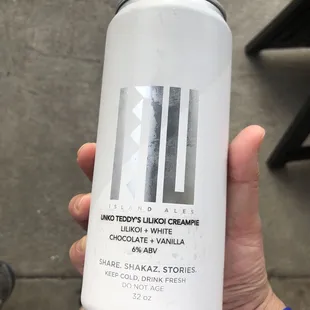 MU
ISLAND ALES
UNKO TEDDY'S LILIKOI CREAMPIE
LILIKOI + WHITE
CHOCOLATE + VANILLA
6% ABV
SHARE. SHAKAZ. STORIES.
KEEP COLD, DRINK FRESH
DO NOT AGE
32 oz